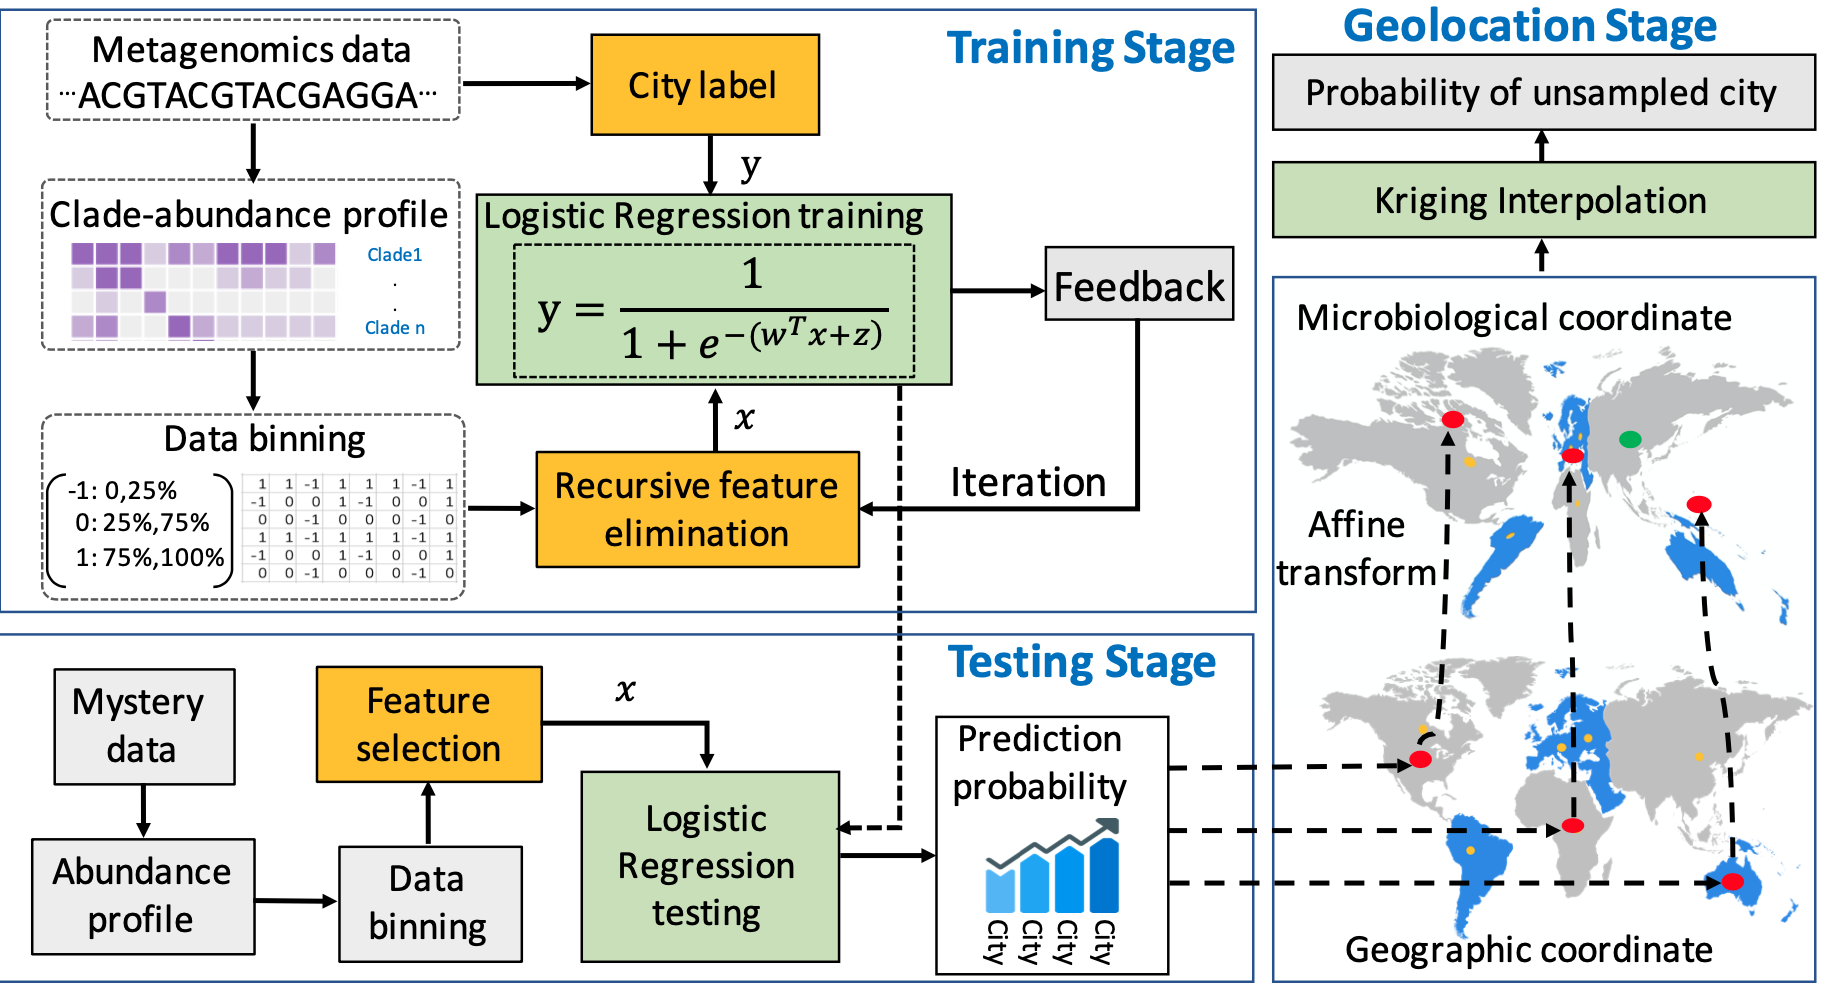 Training Stage
Metagenomics data
...ACGTACGTACGAGGA...
City label
y
Clade-abundance profile
Clade1
.
.
Clade n
Logistic Regression training
y = 1 / (1 + e^{-(w^T x+z)})
Feedback
x
Data binning
-1: 0,25%
0: 25%,75%
1: 75%,100%
1 1 -1 1 1 1 -1 1
-1 0 0 1 -1 0 0 1
0 0 -1 0 0 0 -1 0
1 1 -1 1 1 1 -1 1
-1 0 0 1 -1 0 0 1
0 0 -1 0 0 0 -1 0
Recursive feature
elimination
Iteration
Testing Stage
Mystery
data
Abundance
profile
Data
binning
Feature
selection
x
Logistic
Regression
testing
Prediction
probability
City
City
City
City
Geolocation Stage
Probability of unsampled city
Kriging Interpolation
Microbiological coordinate
Affine
transform
Geographic coordinate